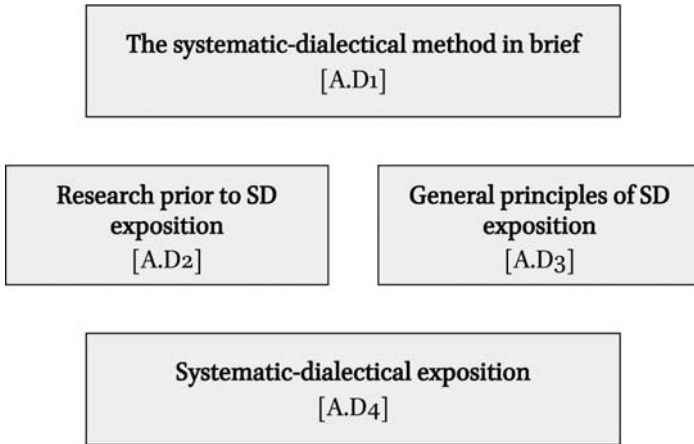 The systematic-dialectical method in brief
[A.D1]
Research prior to SD
exposition
[A.D2]
General principles of SD
exposition
[A.D3]
Systematic-dialectical exposition
[A.D4]